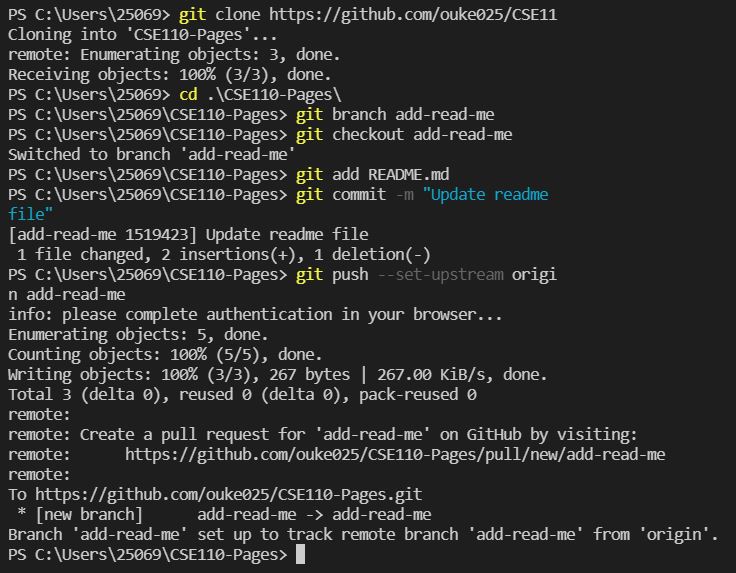 PS C:\Users\25069> git clone https://github.com/ouke025/CSE11
Cloning into 'CSE110-Pages'...
remote: Enumerating objects: 3, done.
Receiving objects: 100% (3/3), done.
PS C:\Users\25069> cd .\CSE110-Pages\
PS C:\Users\25069\CSE110-Pages> git branch add-read-me
PS C:\Users\25069\CSE110-Pages> git checkout add-read-me
Switched to branch 'add-read-me'
PS C:\Users\25069\CSE110-Pages> git add README.md
PS C:\Users\25069\CSE110-Pages> git commit -m "Update readme
file"
[add-read-me 1519423] Update readme file
 1 file changed, 2 insertions(+), 1 deletion(-)
PS C:\Users\25069\CSE110-Pages> git push --set-upstream origi
n add-read-me
info: please complete authentication in your browser...
Enumerating objects: 5, done.
Counting objects: 100% (5/5), done.
Writing objects: 100% (3/3), 267 bytes | 267.00 KiB/s, done.
Total 3 (delta 0), reused 0 (delta 0), pack-reused 0
remote:
remote: Create a pull request for 'add-read-me' on GitHub by visiting:
remote:      https://github.com/ouke025/CSE110-Pages/pull/new/add-read-me
remote:
To https://github.com/ouke025/CSE110-Pages.git
 * [new branch]      add-read-me -> add-read-me
Branch 'add-read-me' set up to track remote branch 'add-read-me' from 'origin'.
PS C:\Users\25069\CSE110-Pages>